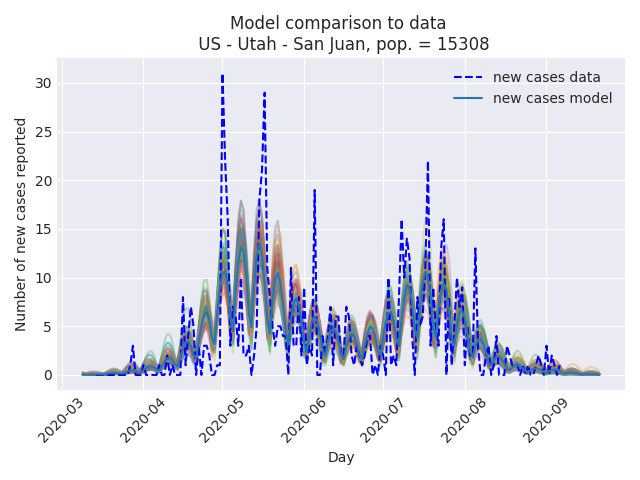 Model comparison to data
US - Utah - San Juan, pop. = 15308
new cases data
new cases model
Number of new cases reported
30
25
20
15
10
5
0
2020-03
2020-04
2020-05
2020-06
2020-07
2020-08
2020-09
Day